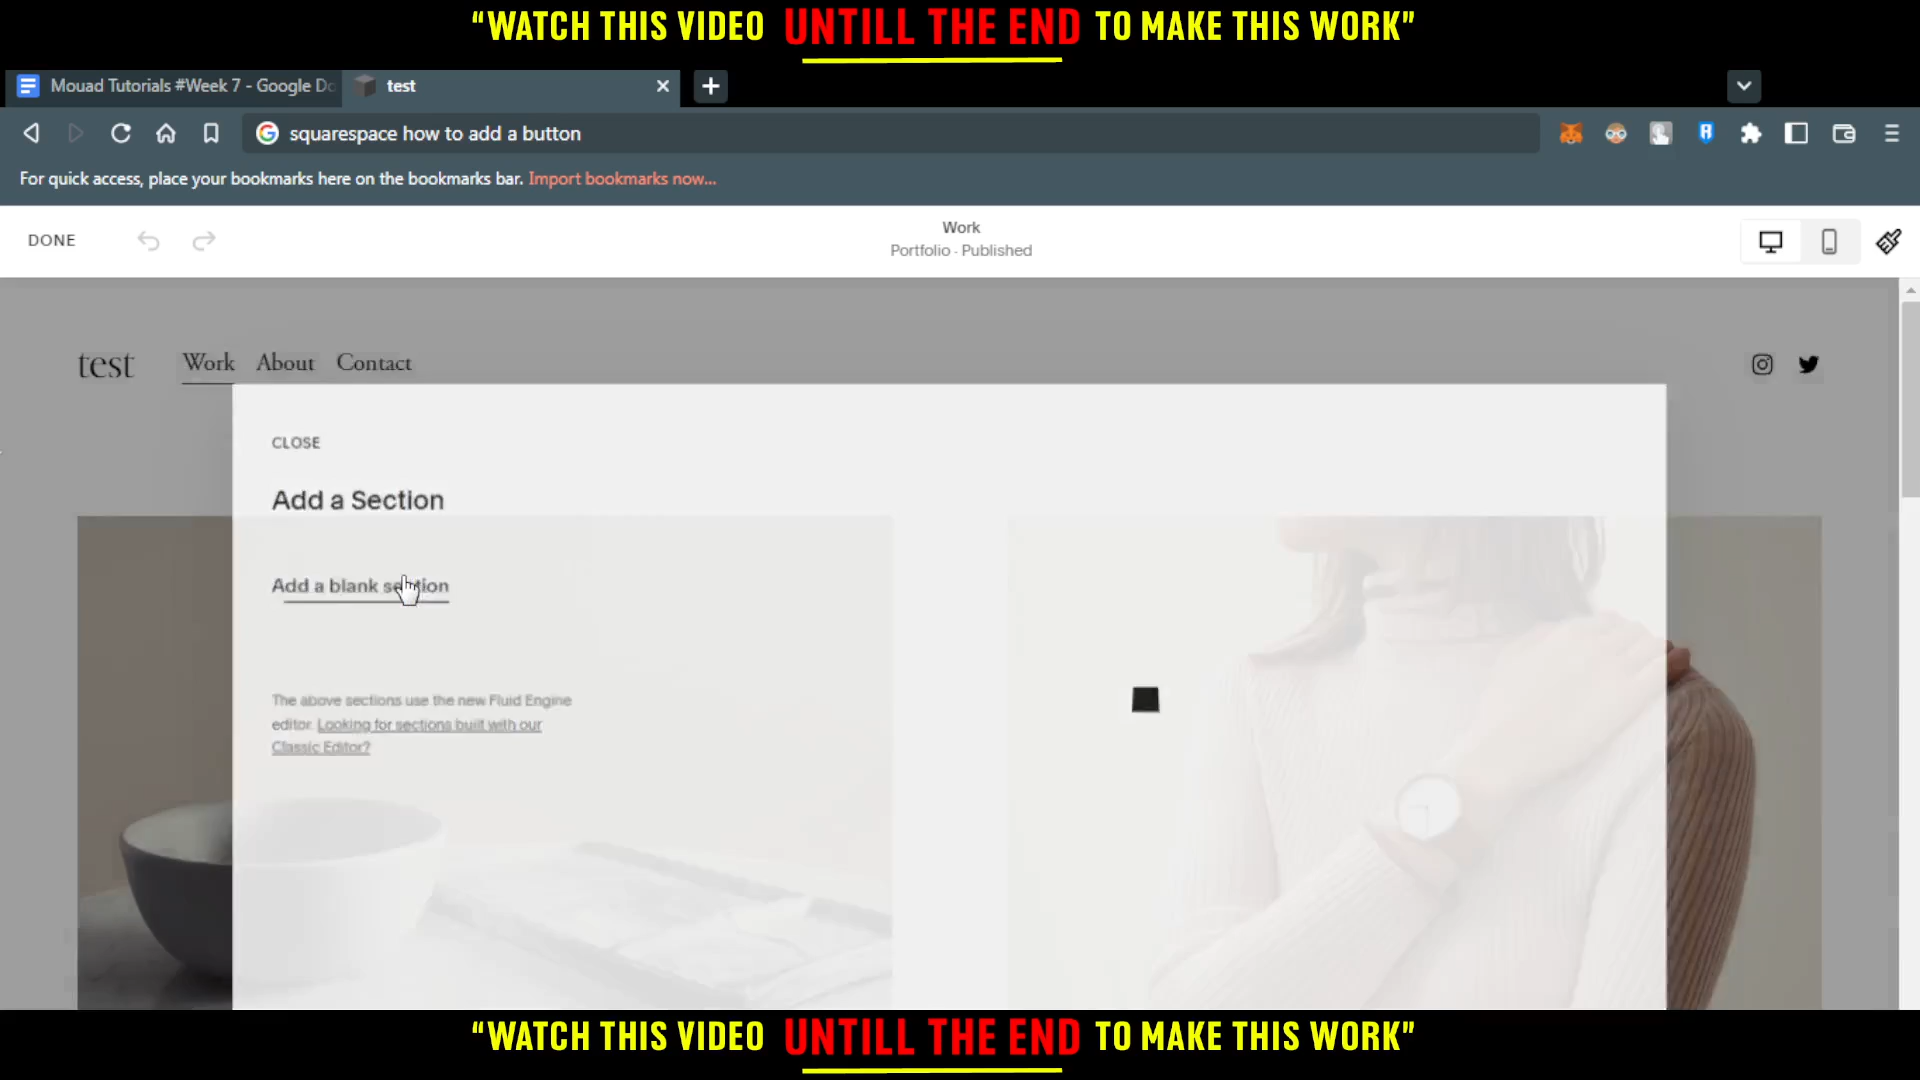 “WATCH THIS VIDEO UNTILL THE END TO MAKE THIS WORK”
Mouad Tutorials #Week 7 - Google Do
test
squarespace how to add a button
For quick access, place your bookmarks here on the bookmarks bar. Import bookmarks now...
DONE
Work
Portfolio · Published
test Work About Contact
CLOSE
Add a Section
Add a blank section
The above sections use the new Fluid Engine
editor. Looking for sections built with our
Classic Editor?
“WATCH THIS VIDEO UNTILL THE END TO MAKE THIS WORK”